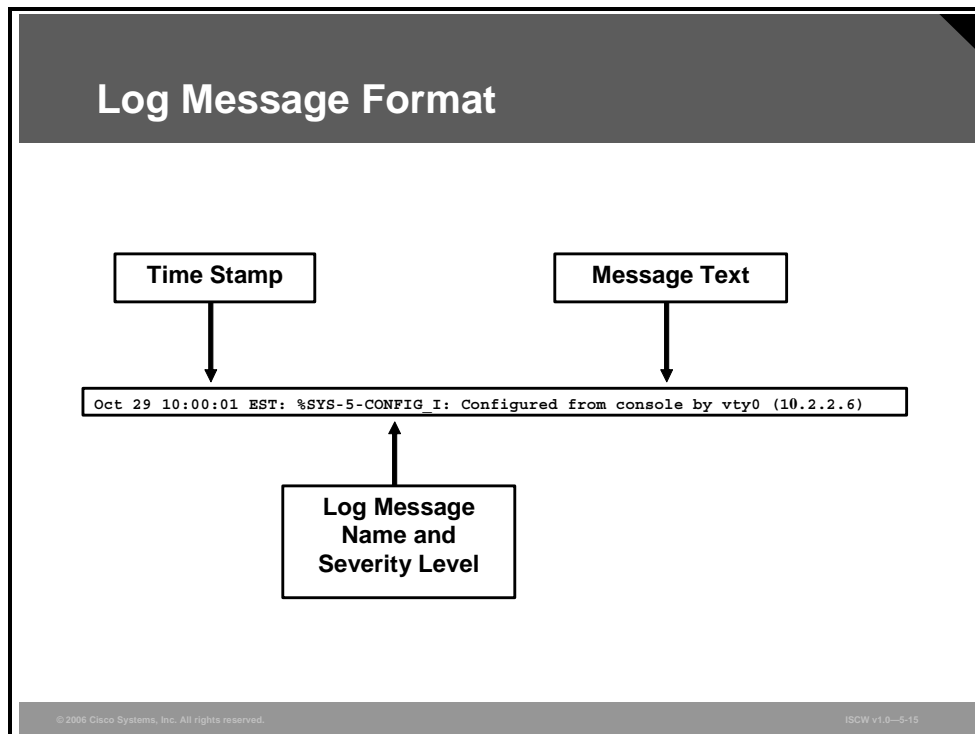 Log Message Format
Time Stamp
Message Text
Oct 29 10:00:01 EST: %SYS-5-CONFIG_I: Configured from console by vty0 (10.2.2.6)
Log Message
Name and
Severity Level
© 2006 Cisco Systems, Inc. All rights reserved.
ISCW v1.0—5-15